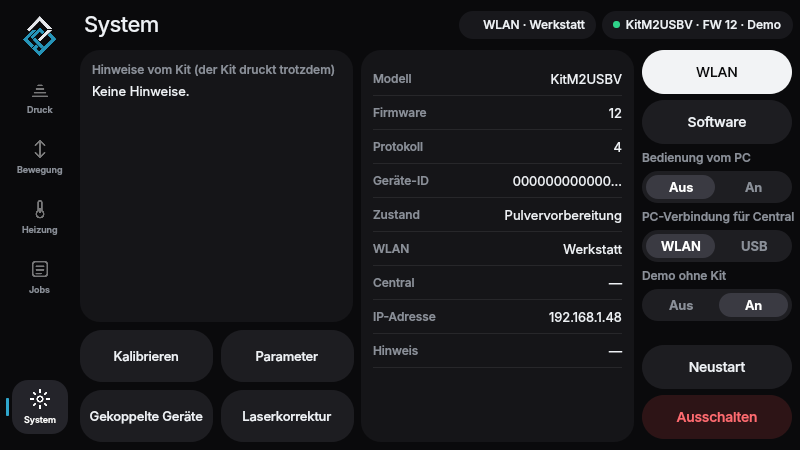 System
WLAN · Werkstatt
KitM2USBV · FW 12 · Demo
Druck
Bewegung
Heizung
Jobs
System
Hinweise vom Kit (der Kit druckt trotzdem)
Keine Hinweise.
Kalibrieren
Parameter
Gekoppelte Geräte
Laserkorrektur
Modell KitM2USBV
Firmware 12
Protokoll 4
Geräte-ID 000000000000...
Zustand Pulvervorbereitung
WLAN Werkstatt
Central —
IP-Adresse 192.168.1.48
Hinweis —
WLAN
Software
Bedienung vom PC
Aus An
PC-Verbindung für Central
WLAN USB
Demo ohne Kit
Aus An
Neustart
Ausschalten